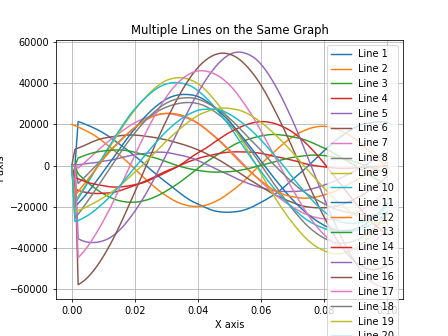 Multiple Lines on the Same Graph
60000
40000
20000
0
−20000
−40000
−60000
axis
0.00
0.02
0.04
0.06
0.08
X axis
Line 1
Line 2
Line 3
Line 4
Line 5
Line 6
Line 7
Line 8
Line 9
Line 10
Line 11
Line 12
Line 13
Line 14
Line 15
Line 16
Line 17
Line 18
Line 19
Line 20